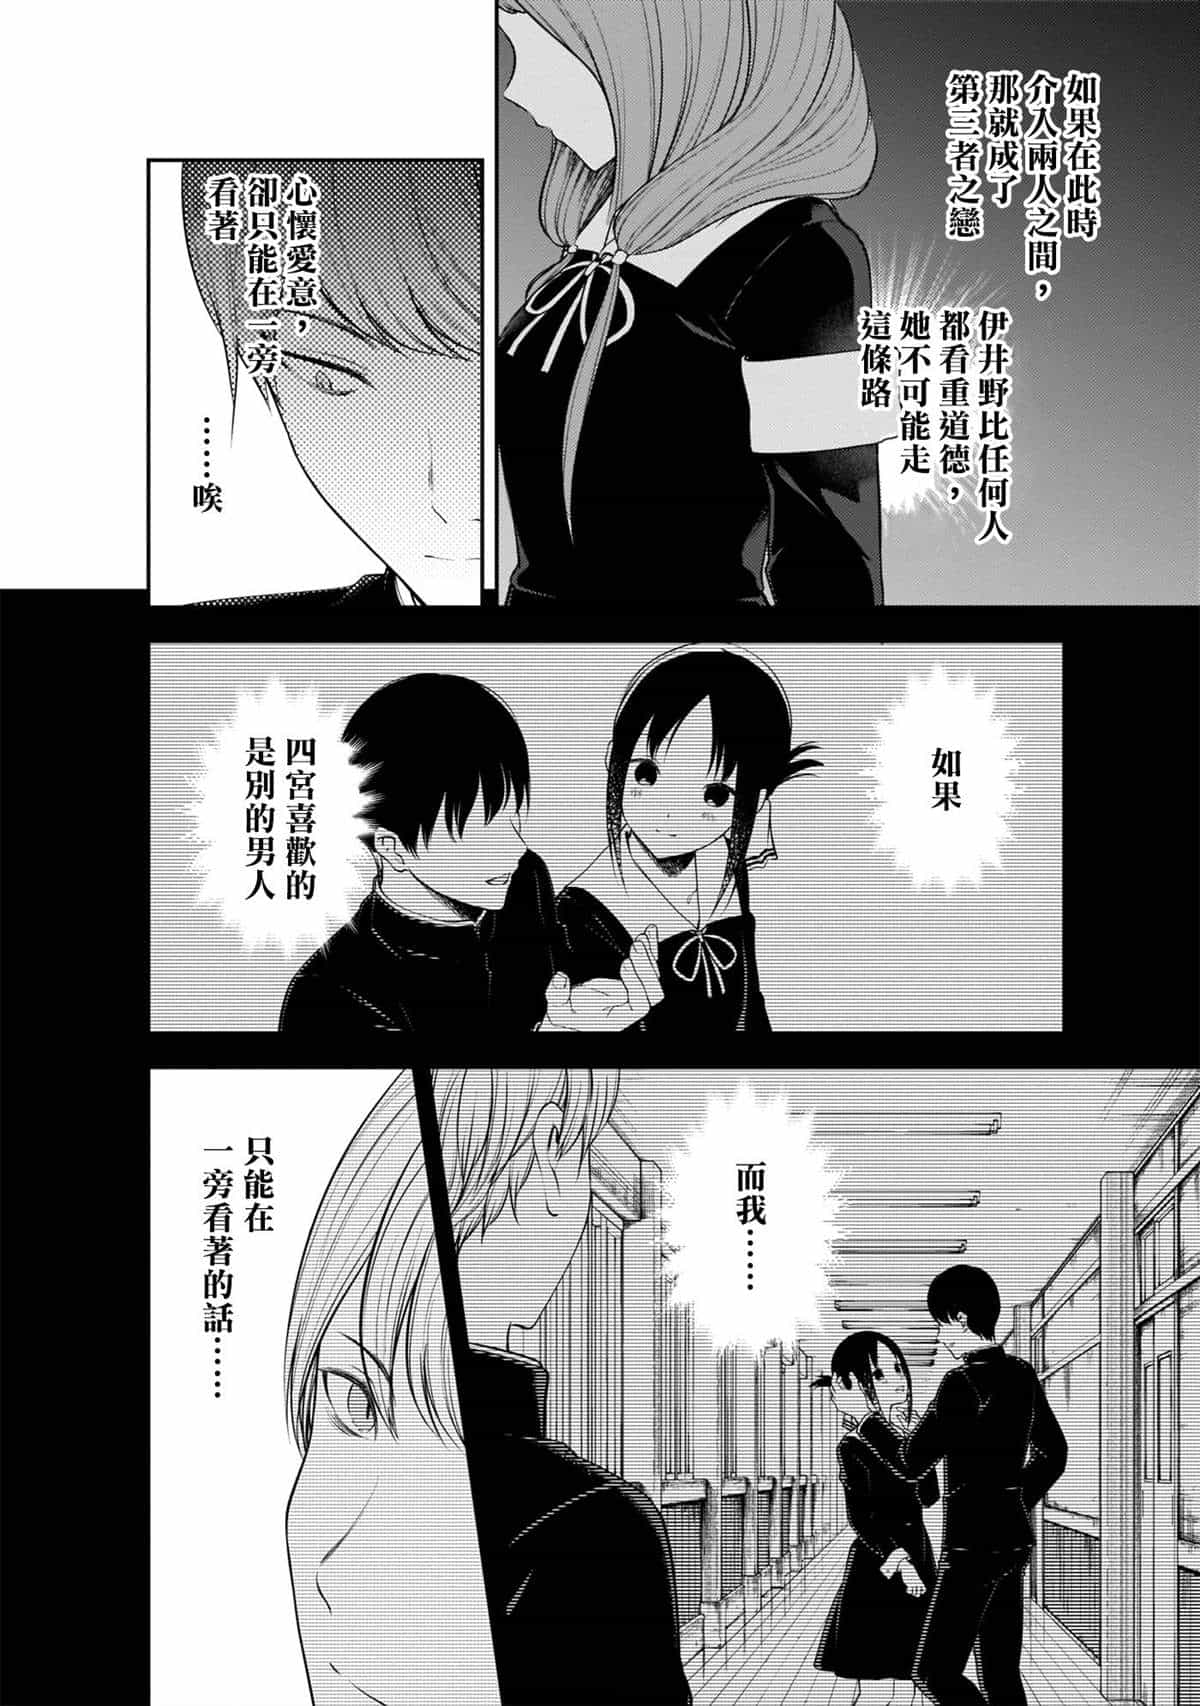 如果在此時
介入兩人之間，
那就成了
第三者之戀
伊井野比任何人
都看重道德，
她不可能走
這條路
心懷愛意，
卻只能在一旁
看著
……唉
如果
四宮喜歡的
是別的男人
而我……
只能在
一旁看著的話……